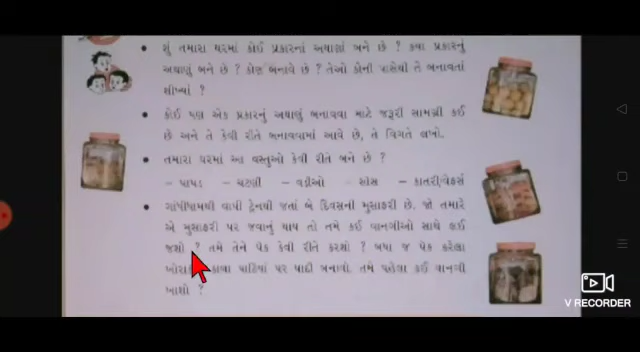 • શું તમારા ઘરમાં કોઈ પ્રકારનાં અથાણાં બને છે ? કયા પ્રકારનું
અથાણું બને છે ? કોણ બનાવે છે ? તેઓ કોની પાસેથી તે બનાવતાં
શીખ્યાં ?
• કોઈ પણ એક પ્રકારનું અથાણું બનાવવા માટે જરૂરી સામગ્રી કઈ
છે અને તે કેવી રીતે બનાવવામાં આવે છે, તે વિગતે લખો.
• તમારા ઘરમાં આ વસ્તુઓ કેવી રીતે બને છે ?
– પાપડ – ચટણી – વડીઓ – સોસ – કાતરી/વેફર્સ
• ગાંધીધામથી વાપી ટ્રેનથી જતાં બે દિવસની મુસાફરી છે. જો તમારે
એ મુસાફરી પર જવાનું થાય તો તમે કઈ વાનગીઓ સાથે લઈ
જશો ? તમે તેને પેક કેવી રીતે કરશો ? બધા જ પેક કરેલા
કાળા પાટિયા પર યાદી બનાવો. તમે પહેલા કઈ વાનગી
ખાશો ?
V RECORDER